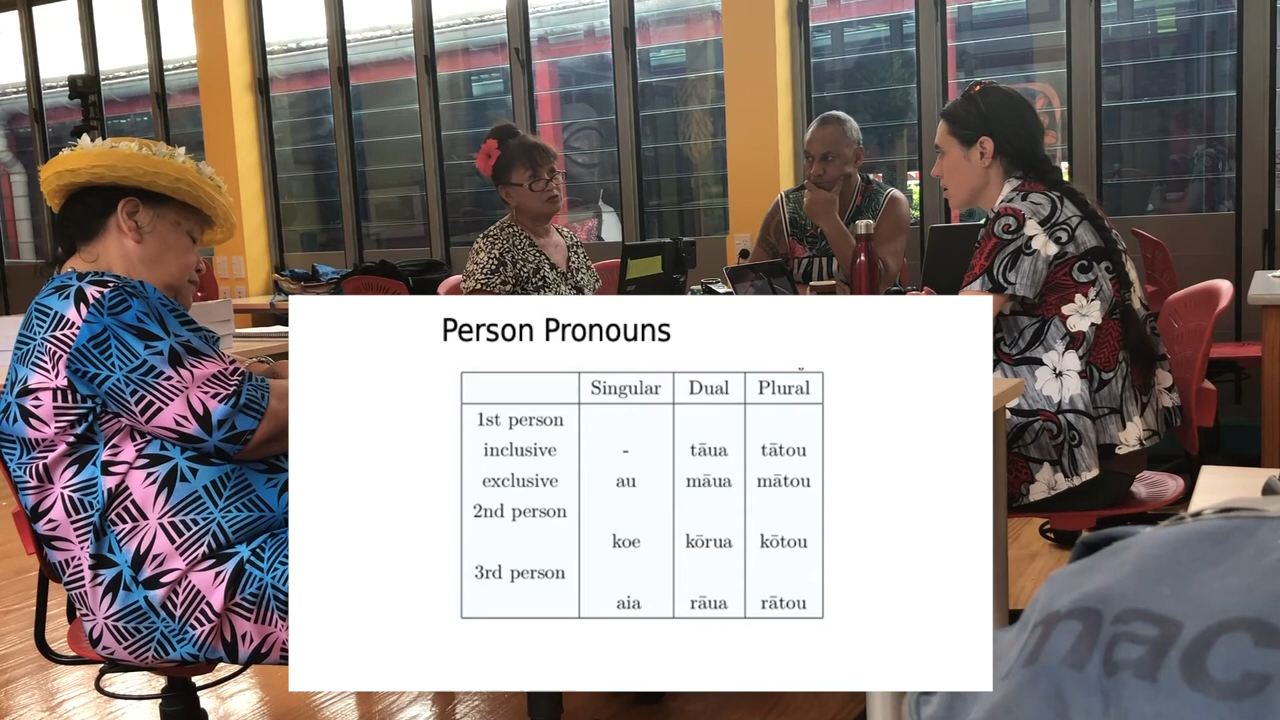 Person Pronouns
Singular Dual Plural
1st person
inclusive - tāua tātou
exclusive au māua mātou
2nd person
koe kōrua kōtou
3rd person
aia rāua rātou
mac